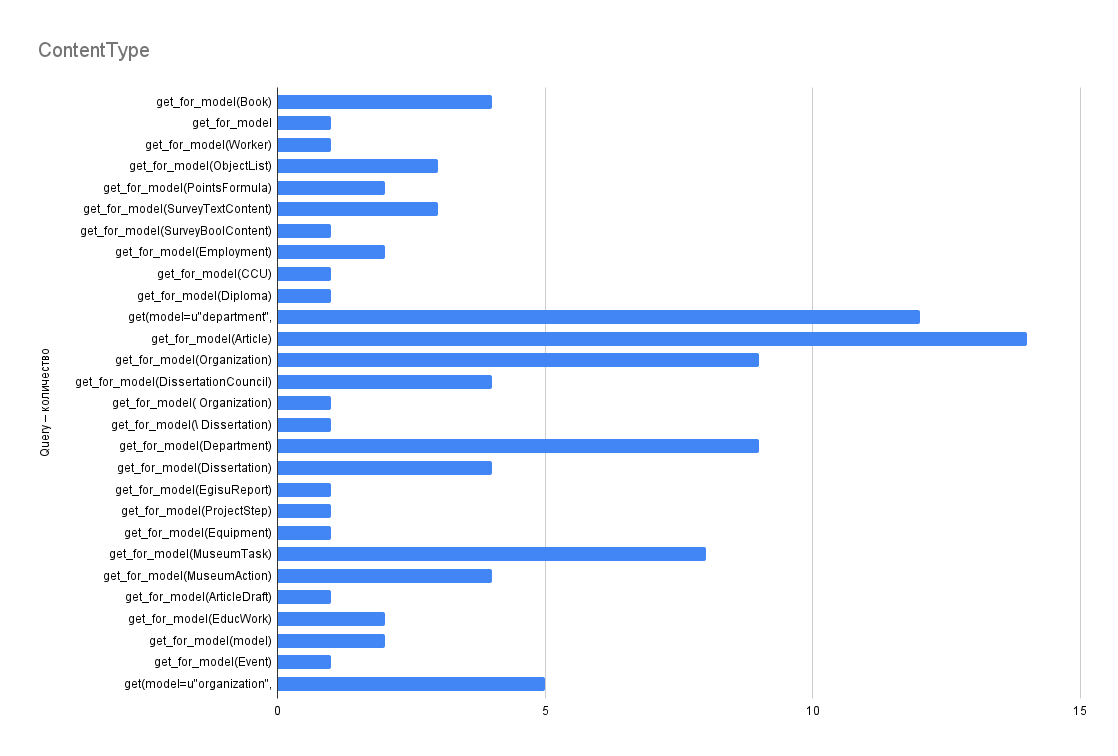 ContentType
Query – количество
get_for_model(Book)
get_for_model
get_for_model(Worker)
get_for_model(ObjectList)
get_for_model(PointsFormula)
get_for_model(SurveyTextContent)
get_for_model(SurveyBoolContent)
get_for_model(Employment)
get_for_model(CCU)
get_for_model(Diploma)
get(model=u"department",
get_for_model(Article)
get_for_model(Organization)
get_for_model(DissertationCouncil)
get_for_model( Organization)
get_for_model(\ Dissertation)
get_for_model(Department)
get_for_model(Dissertation)
get_for_model(EgisuReport)
get_for_model(ProjectStep)
get_for_model(Equipment)
get_for_model(MuseumTask)
get_for_model(MuseumAction)
get_for_model(ArticleDraft)
get_for_model(EducWork)
get_for_model(model)
get_for_model(Event)
get(model=u"organization",
0 5 10 15